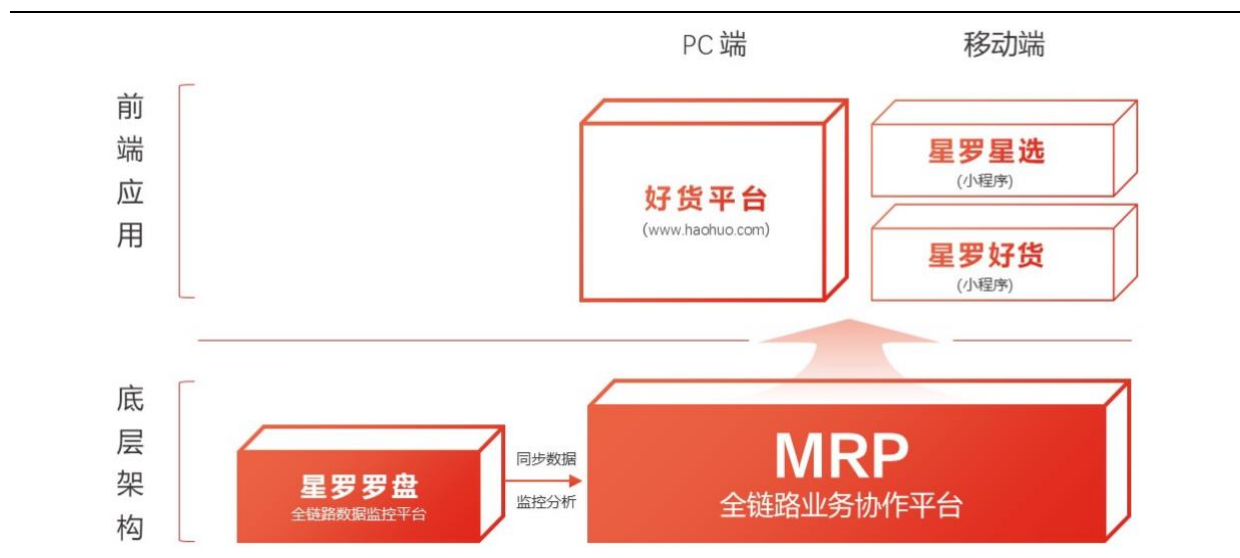 PC 端
移动端
前端应用
好货平台
(www.haohuo.com)
星罗星选
(小程序)
星罗好货
(小程序)
底层架构
星罗罗盘
全链路数据监控平台
同步数据
监控分析
MRP
全链路业务协作平台